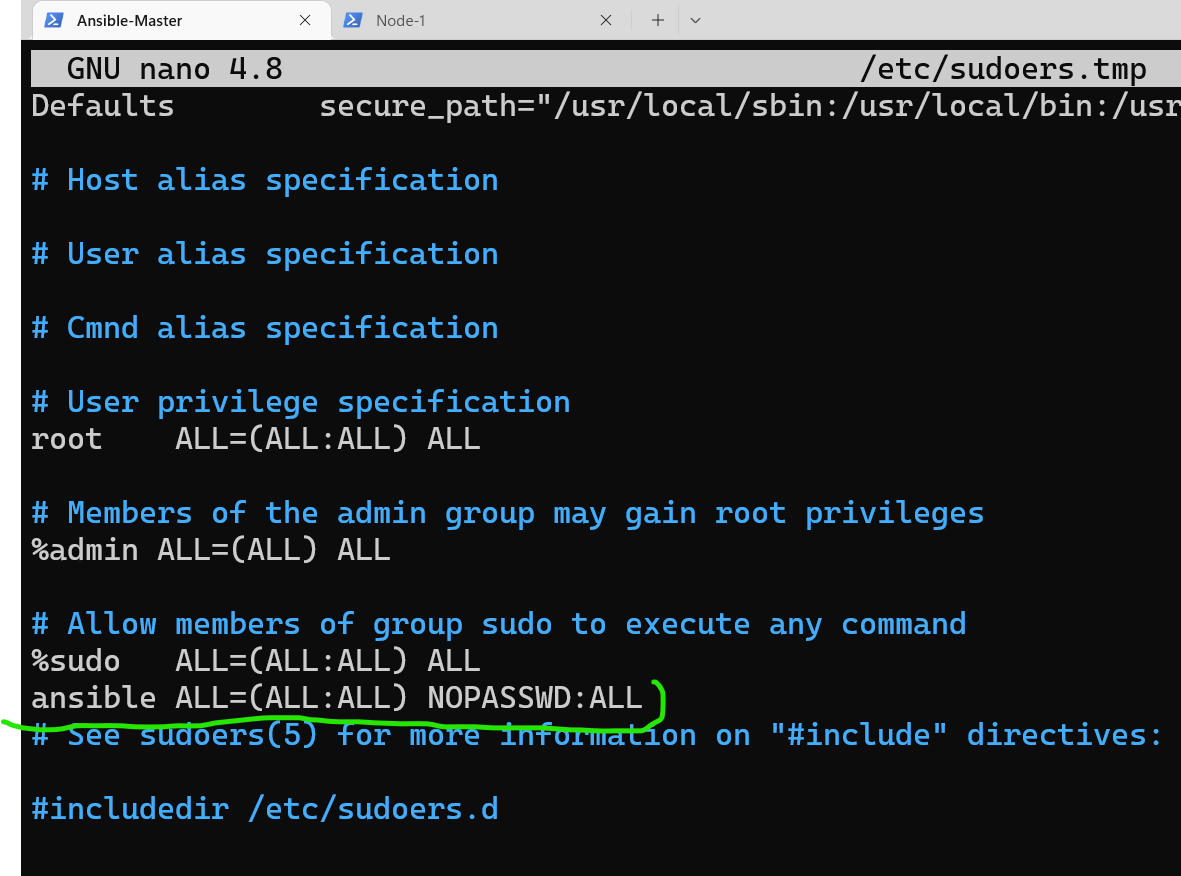 Ansible-Master
Node-1
GNU nano 4.8 /etc/sudoers.tmp
Defaults secure_path="/usr/local/sbin:/usr/local/bin:/usr
# Host alias specification
# User alias specification
# Cmnd alias specification
# User privilege specification
root ALL=(ALL:ALL) ALL
# Members of the admin group may gain root privileges
%admin ALL=(ALL) ALL
# Allow members of group sudo to execute any command
%sudo ALL=(ALL:ALL) ALL
ansible ALL=(ALL:ALL) NOPASSWD:ALL
# See sudoers(5) for more information on "#include" directives:
#includedir /etc/sudoers.d